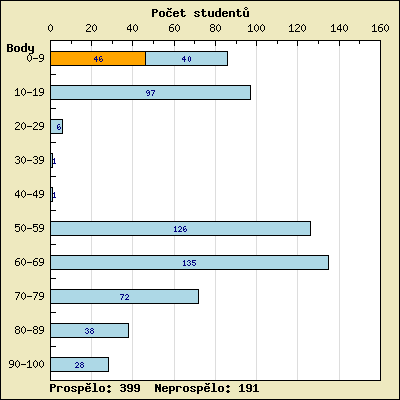 Počet studentů
0 20 40 60 80 100 120 140 160
Body
0-9 46 40
10-19 97
20-29 6
30-39 1
40-49 1
50-59 126
60-69 135
70-79 72
80-89 38
90-100 28
Prospělo: 399 Neprospělo: 191